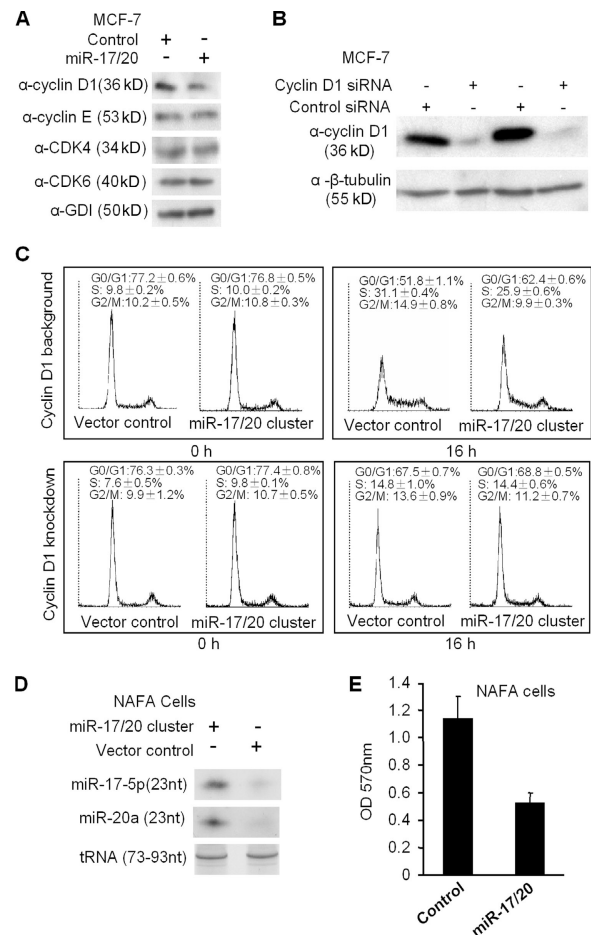 A
MCF-7
Control + -
miR-17/20 - +
α-cyclin D1(36 kD)
α-cyclin E (53 kD)
α-CDK4 (34kD)
α-CDK6 (40kD)
α-GDI (50kD)
B
MCF-7
Cyclin D1 siRNA - + - +
Control siRNA + - + -
α-cyclin D1
(36 kD)
α -β-tubulin
(55 kD)
C
Cyclin D1 background
G0/G1:77.2±0.6%
S: 9.8±0.2%
G2/M:10.2±0.5%
Vector control
G0/G1:76.8±0.5%
S: 10.0±0.2%
G2/M:10.8±0.3%
miR-17/20 cluster
0 h
G0/G1:51.8±1.1%
S: 31.1±0.4%
G2/M:14.9±0.8%
Vector control
G0/G1:62.4±0.6%
S: 25.9±0.6%
G2/M:9.9±0.3%
miR-17/20 cluster
16 h
Cyclin D1 knockdown
G0/G1:76.3±0.3%
S: 7.6±0.5%
G2/M: 9.9±1.2%
Vector control
G0/G1:77.4±0.8%
S: 9.8±0.1%
G2/M: 10.7±0.5%
miR-17/20 cluster
0 h
G0/G1:67.5±0.7%
S: 14.8±1.0%
G2/M: 13.6±0.9%
Vector control
G0/G1:68.8±0.5%
S: 14.4±0.6%
G2/M: 11.2±0.7%
miR-17/20 cluster
16 h
D
NAFA Cells
miR-17/20 cluster + -
Vector control - +
miR-17-5p(23nt)
miR-20a (23nt)
tRNA (73-93nt)
E
NAFA cells
OD 570nm
1.4
1.2
1.0
0.8
0.6
0.4
0.2
0
Control
miR-17/20